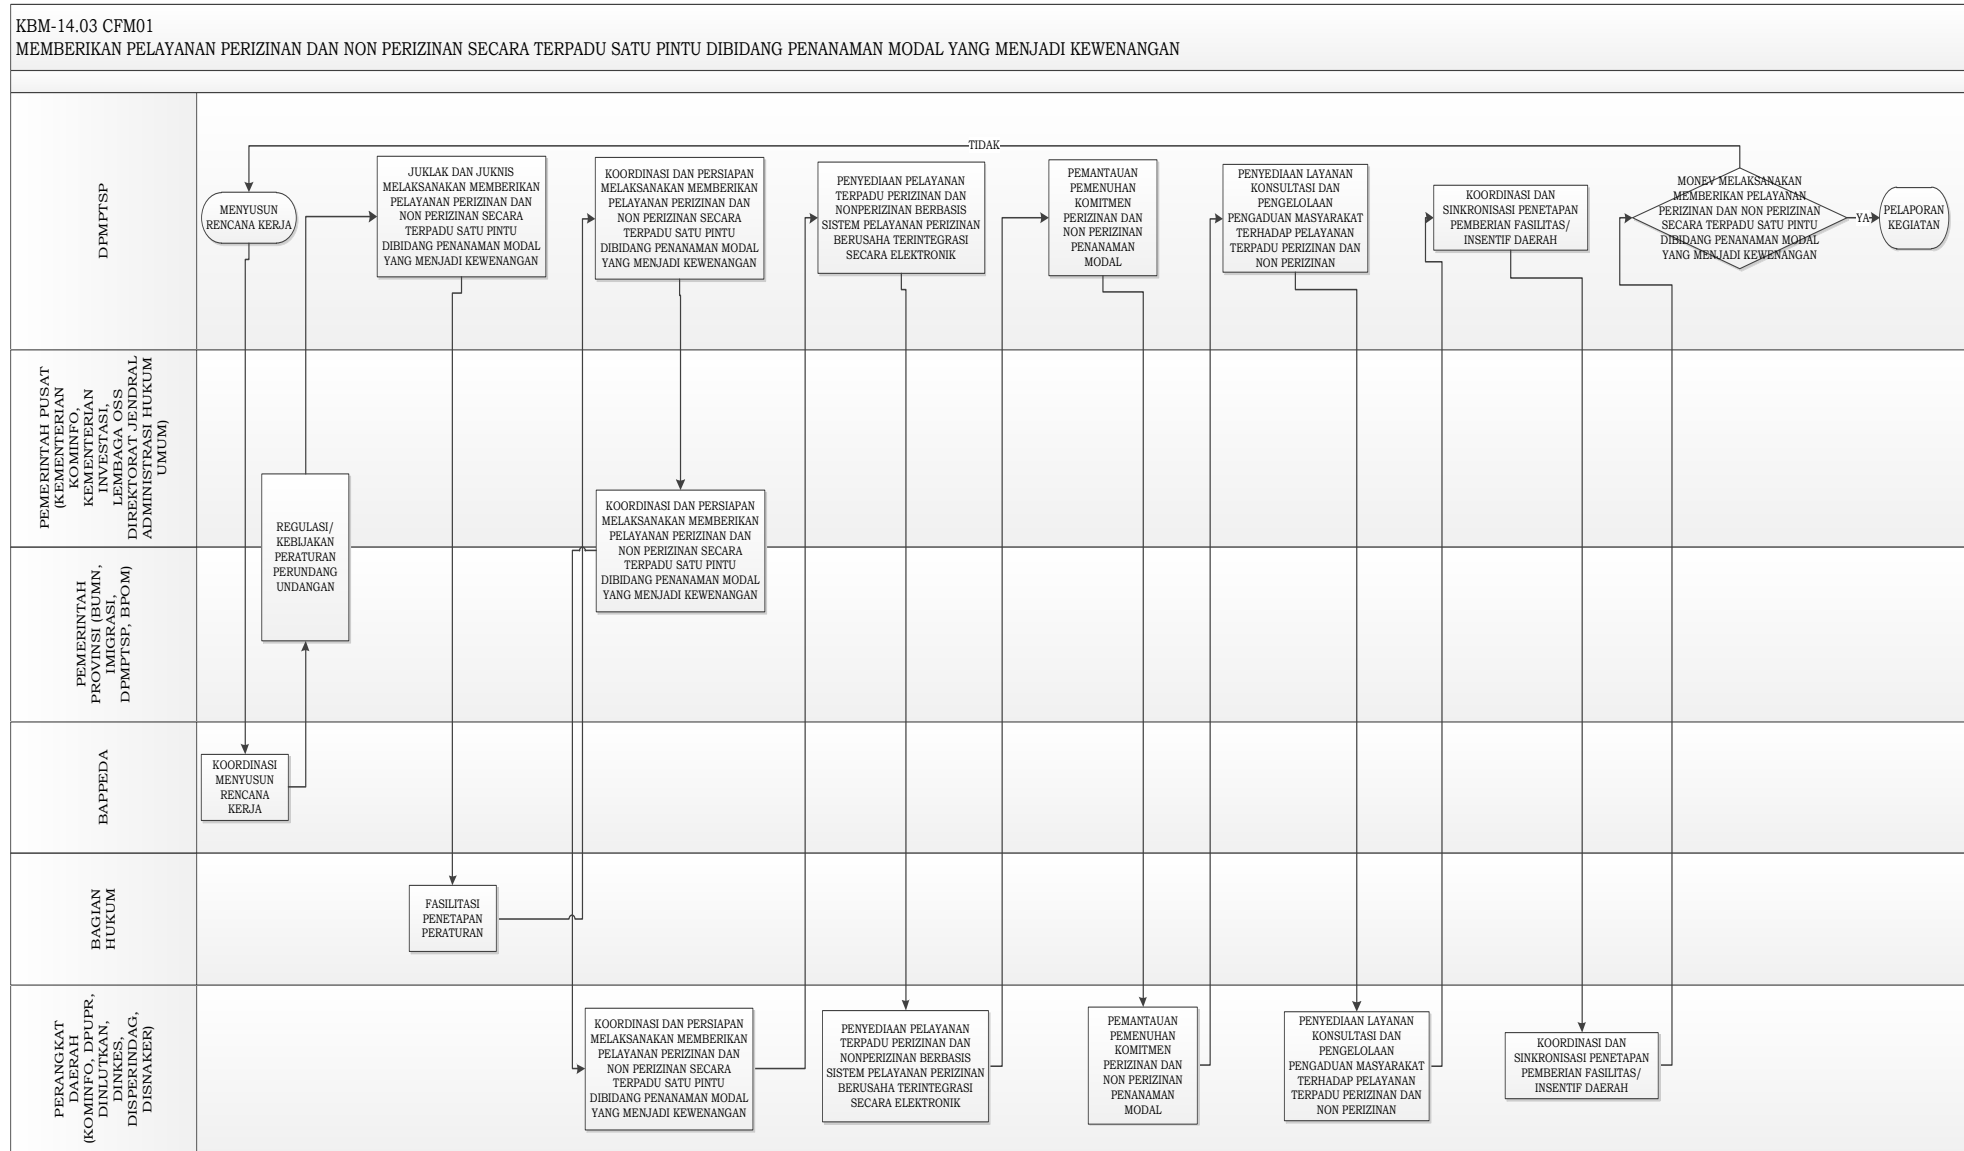 KBM-14.03 CFM01
MEMBERIKAN PELAYANAN PERIZINAN DAN NON PERIZINAN SECARA TERPADU SATU PINTU DIBIDANG PENANAMAN MODAL YANG MENJADI KEWENANGAN
DPMPTSP
TIDAK
MENYUSUN
RENCANA KERJA
JUKLAK DAN JUKNIS
MELAKSANAKAN MEMBERIKAN
PELAYANAN PERIZINAN DAN
NON PERIZINAN SECARA
TERPADU SATU PINTU
DIBIDANG PENANAMAN MODAL
YANG MENJADI KEWENANGAN
KOORDINASI DAN PERSIAPAN
MELAKSANAKAN MEMBERIKAN
PELAYANAN PERIZINAN DAN
NON PERIZINAN SECARA
TERPADU SATU PINTU
DIBIDANG PENANAMAN MODAL
YANG MENJADI KEWENANGAN
PENYEDIAAN PELAYANAN
TERPADU PERIZINAN DAN
NONPERIZINAN BERBASIS
SISTEM PELAYANAN PERIZINAN
BERUSAHA TERINTEGRASI
SECARA ELEKTRONIK
PEMANTAUAN
PEMENUHAN
KOMITMEN
PERIZINAN DAN
NON PERIZINAN
PENANAMAN
MODAL
PENYEDIAAN LAYANAN
KONSULTASI DAN
PENGELOLAAN
PENGADUAN MASYARAKAT
TERHADAP PELAYANAN
TERPADU PERIZINAN DAN
NON PERIZINAN
KOORDINASI DAN
SINKRONISASI PENETAPAN
PEMBERIAN FASILITAS/
INSENTIF DAERAH
MONEV MELAKSANAKAN
MEMBERIKAN PELAYANAN
PERIZINAN DAN NON PERIZINAN
SECARA TERPADU SATU PINTU
DIBIDANG PENANAMAN MODAL
YANG MENJADI KEWENANGAN
YA
PELAPORAN
KEGIATAN
PEMERINTAH PUSAT
(KEMENTERIAN
KOMINFO,
KEMENTERIAN
INVESTASI,
LEMBAGA OSS
DIREKTORAT JENDRAL
ADMINISTRASI HUKUM
UMUM)
REGULASI/
KEBIJAKAN
PERATURAN
PERUNDANG
UNDANGAN
KOORDINASI DAN PERSIAPAN
MELAKSANAKAN MEMBERIKAN
PELAYANAN PERIZINAN DAN
NON PERIZINAN SECARA
TERPADU SATU PINTU
DIBIDANG PENANAMAN MODAL
YANG MENJADI KEWENANGAN
PEMERINTAH
PROVINSI (BUMN,
IMIGRASI,
DPMPTSP, BPOM)
BAPPEDA
KOORDINASI
MENYUSUN
RENCANA
KERJA
BAGIAN
HUKUM
FASILITASI
PENETAPAN
PERATURAN
PERANGKAT
DAERAH
(KOMINFO, DPUPR,
DINLUTKAN,
DINKES,
DISPERINDAG,
DISNAKER)
KOORDINASI DAN PERSIAPAN
MELAKSANAKAN MEMBERIKAN
PELAYANAN PERIZINAN DAN
NON PERIZINAN SECARA
TERPADU SATU PINTU
DIBIDANG PENANAMAN MODAL
YANG MENJADI KEWENANGAN
PENYEDIAAN PELAYANAN
TERPADU PERIZINAN DAN
NONPERIZINAN BERBASIS
SISTEM PELAYANAN PERIZINAN
BERUSAHA TERINTEGRASI
SECARA ELEKTRONIK
PEMANTAUAN
PEMENUHAN
KOMITMEN
PERIZINAN DAN
NON PERIZINAN
PENANAMAN
MODAL
PENYEDIAAN LAYANAN
KONSULTASI DAN
PENGELOLAAN
PENGADUAN MASYARAKAT
TERHADAP PELAYANAN
TERPADU PERIZINAN DAN
NON PERIZINAN
KOORDINASI DAN
SINKRONISASI PENETAPAN
PEMBERIAN FASILITAS/
INSENTIF DAERAH